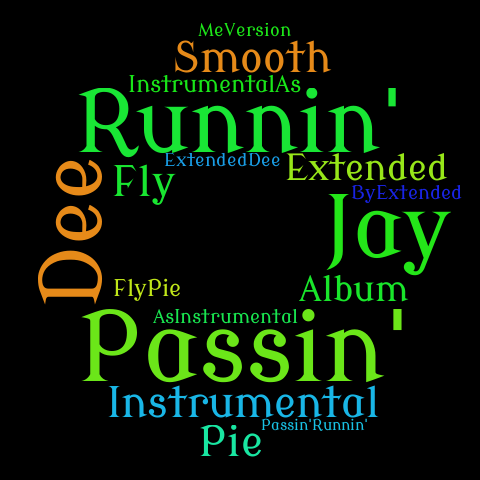 MeVersion
Smooth
InstrumentalAs
Runnin'
ExtendedDee
Extended
Fly
Dee
ByExtended
Jay
FlyPie
Album
AsInstrumental
Passin'
Instrumental
Passin'Runnin'
Pie